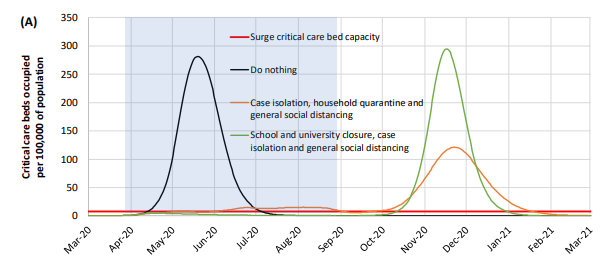 (A)
Critical care beds occupied
per 100,000 of population
350
300
250
200
150
100
50
0
Surge critical care bed capacity
Do nothing
Case isolation, household quarantine and
general social distancing
School and university closure, case
isolation and general social distancing
Mar-20
Apr-20
May-20
Jun-20
Jul-20
Aug-20
Sep-20
Oct-20
Nov-20
Dec-20
Jan-21
Feb-21
Mar-21